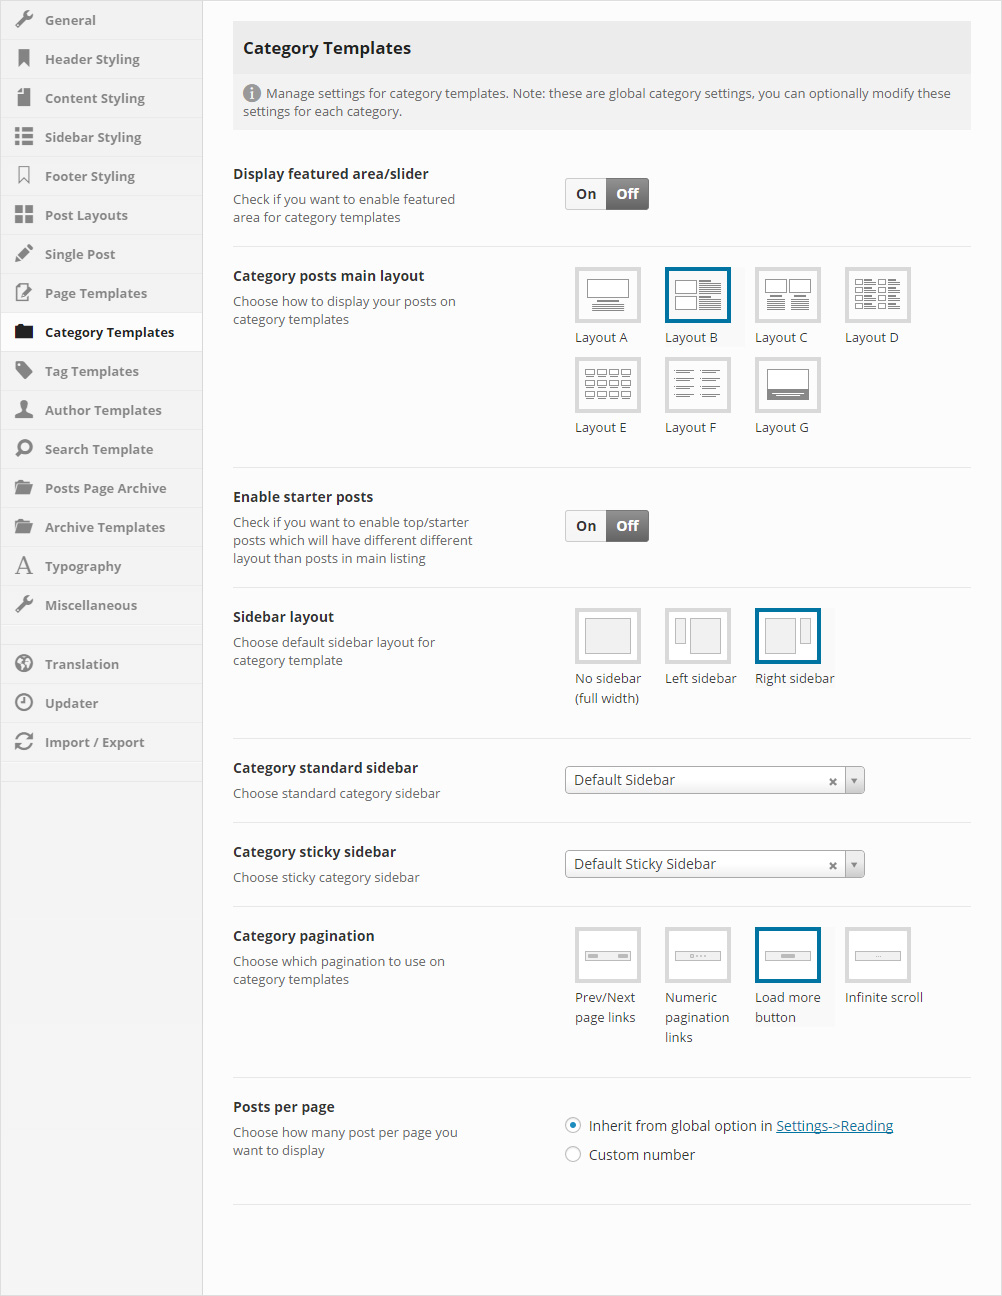 General
Header Styling
Content Styling
Sidebar Styling
Footer Styling
Post Layouts
Single Post
Page Templates
Category Templates
Tag Templates
Author Templates
Search Template
Posts Page Archive
Archive Templates
Typography
Miscellaneous
Translation
Updater
Import / Export
Category Templates
Manage settings for category templates. Note: these are global category settings, you can optionally modify these
settings for each category.
Display featured area/slider
Check if you want to enable featured
area for category templates
On Off
Category posts main layout
Choose how to display your posts on
category templates
Layout A Layout B Layout C Layout D
Layout E Layout F Layout G
Enable starter posts
Check if you want to enable top/starter
posts which will have different different
layout than posts in main listing
On Off
Sidebar layout
Choose default sidebar layout for
category template
No sidebar
(full width)
Left sidebar
Right sidebar
Category standard sidebar
Choose standard category sidebar
Default Sidebar
Category sticky sidebar
Choose sticky category sidebar
Default Sticky Sidebar
Category pagination
Choose which pagination to use on
category templates
Prev/Next
page links
Numeric
pagination
links
Load more
button
Infinite scroll
Posts per page
Choose how many post per page you
want to display
Inherit from global option in Settings->Reading
Custom number